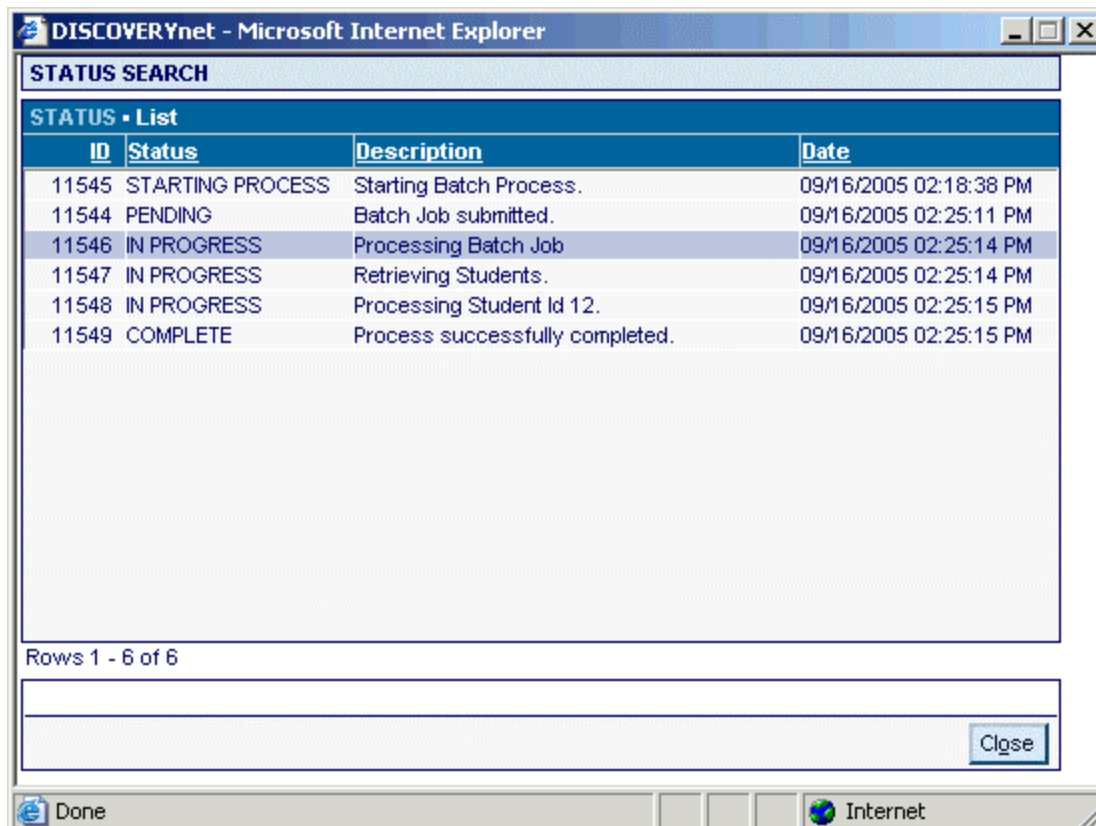 DISCOVERYnet - Microsoft Internet Explorer
STATUS SEARCH
STATUS ▪ List
ID Status Description Date
11545 STARTING PROCESS Starting Batch Process. 09/16/2005 02:18:38 PM
11544 PENDING Batch Job submitted. 09/16/2005 02:25:11 PM
11546 IN PROGRESS Processing Batch Job 09/16/2005 02:25:14 PM
11547 IN PROGRESS Retrieving Students. 09/16/2005 02:25:14 PM
11548 IN PROGRESS Processing Student Id 12. 09/16/2005 02:25:15 PM
11549 COMPLETE Process successfully completed. 09/16/2005 02:25:15 PM
Rows 1 - 6 of 6
Close
Done Internet